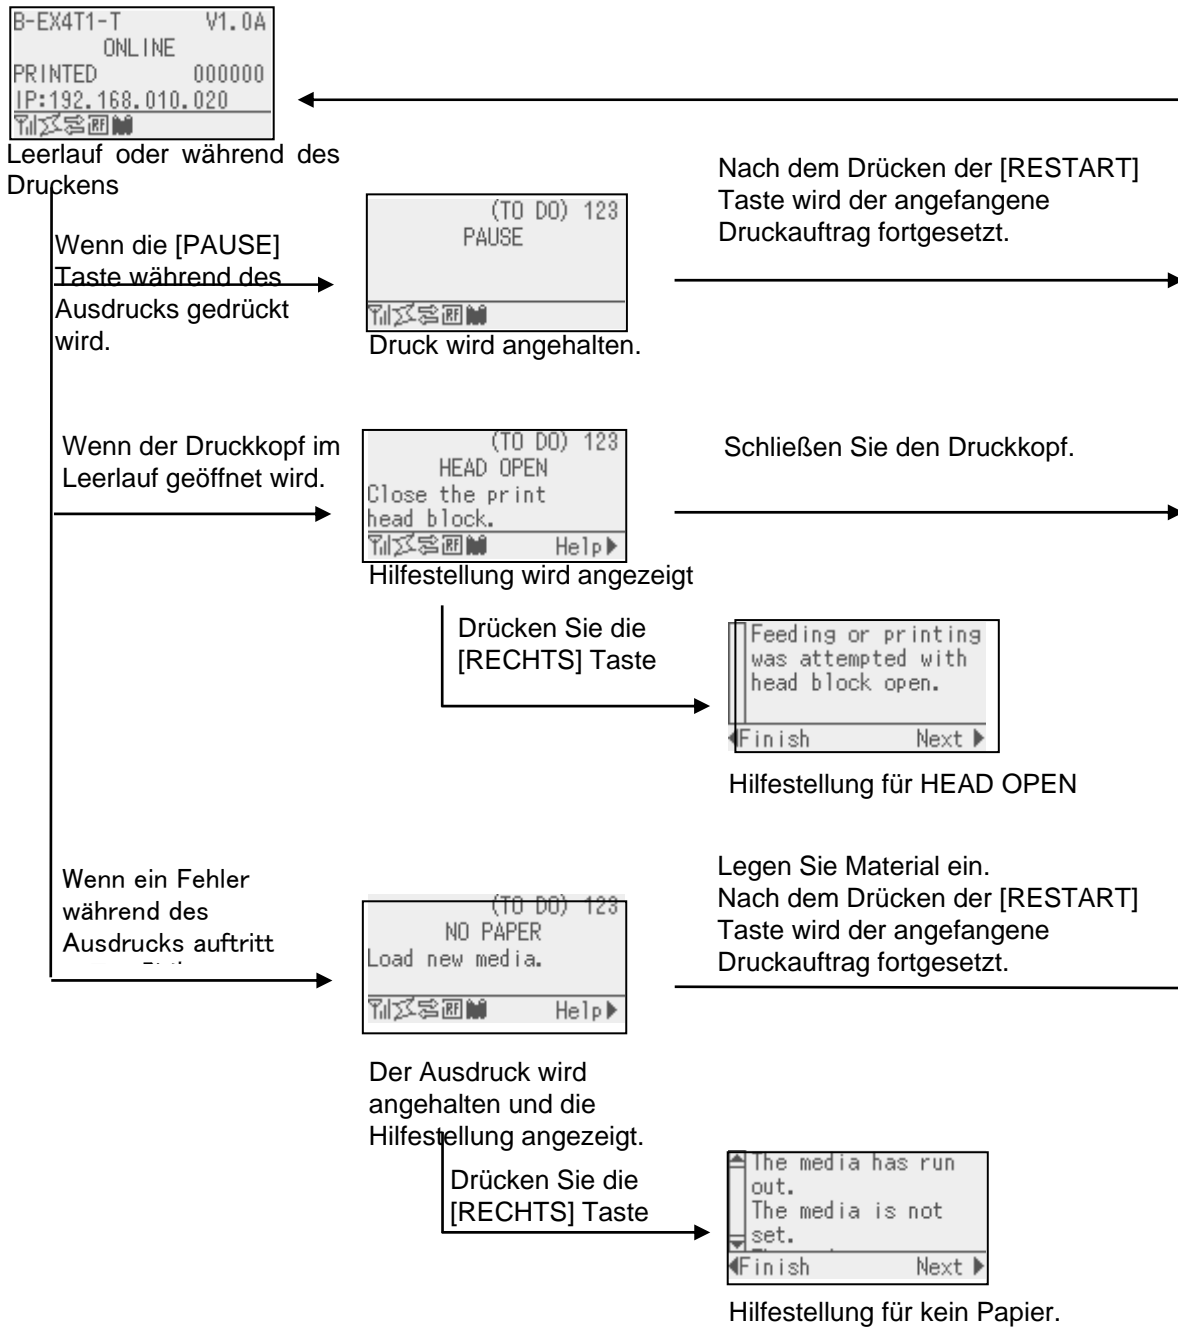 B-EX4T1-T V1.0A
ONLINE
PRINTED 000000
IP:192.168.010.020
RF
Leerlauf oder während des
Druckens
Wenn die [PAUSE]
Taste während des
Ausdrucks gedrückt
wird.
(TO DO) 123
PAUSE
RF
Druck wird angehalten.
Nach dem Drücken der [RESTART]
Taste wird der angefangene
Druckauftrag fortgesetzt.
Wenn der Druckkopf im
Leerlauf geöffnet wird.
(TO DO) 123
HEAD OPEN
Close the print
head block.
RF Help
Hilfestellung wird angezeigt
Schließen Sie den Druckkopf.
Drücken Sie die
[RECHTS] Taste
Feeding or printing
was attempted with
head block open.
Finish Next
Hilfestellung für HEAD OPEN
Wenn ein Fehler
während des
Ausdrucks auftritt
(TO DO) 123
NO PAPER
Load new media.
RF Help
Der Ausdruck wird
angehalten und die
Hilfestellung angezeigt.
Legen Sie Material ein.
Nach dem Drücken der [RESTART]
Taste wird der angefangene
Druckauftrag fortgesetzt.
Drücken Sie die
[RECHTS] Taste
The media has run
out.
The media is not
set.
Finish Next
Hilfestellung für kein Papier.